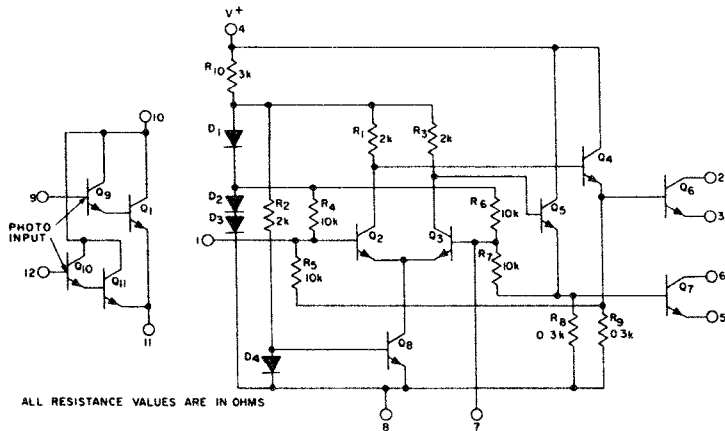 V+
4
R10
3k
10
D1
R1
2k
R3
2k
Q4
2
9
Q9
Q1
D2
D3
R2
2k
R4
10k
R6
10k
Q5
Q6
3
PHOTO
INPUT
1
Q2
Q3
R7
10k
12
Q10
Q11
R5
10k
6
Q7
5
11
Q8
R8
0.3k
R9
0.3k
D4
ALL RESISTANCE VALUES ARE IN OHMS
8
7